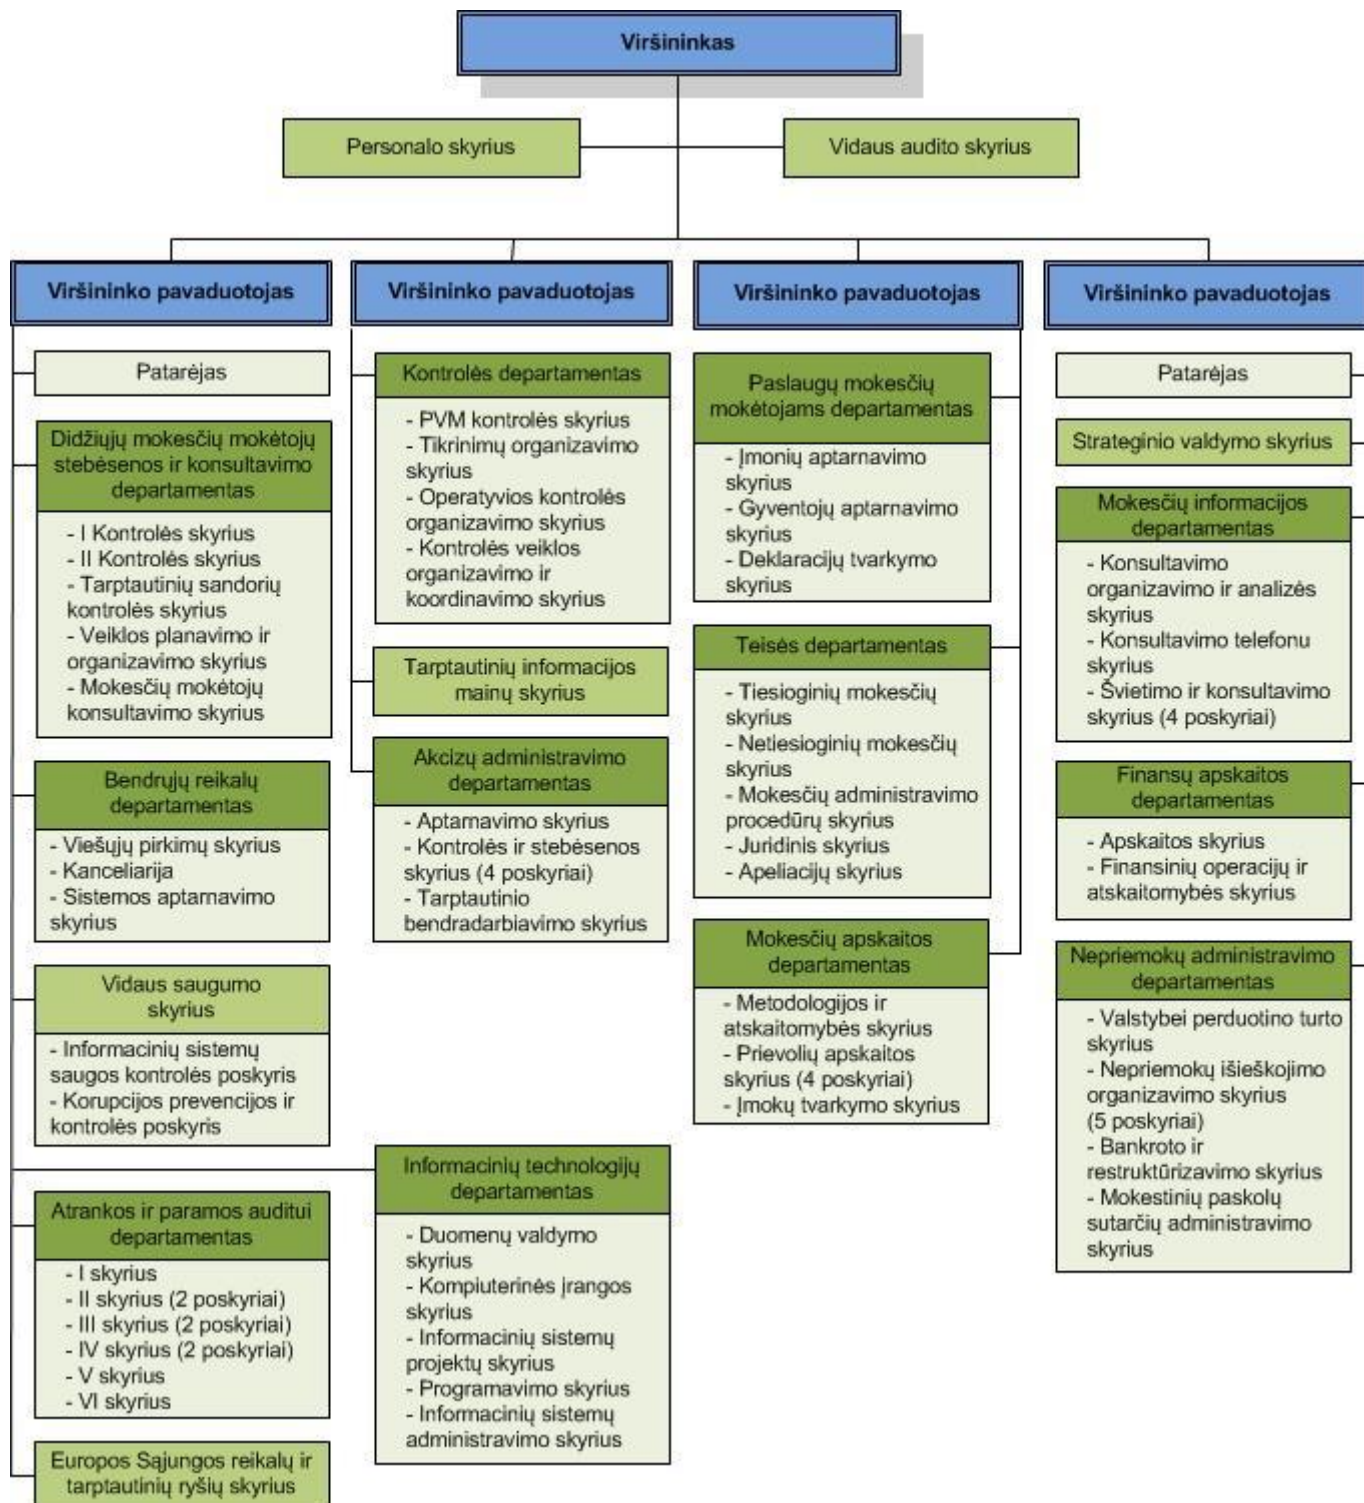 Viršininkas
Personalo skyrius
Vidaus audito skyrius
Viršininko pavaduotojas
Patarėjas
Didžiųjų mokesčių mokėtojų
stebėsenos ir konsultavimo
departamentas
- I Kontrolės skyrius
- II Kontrolės skyrius
- Tarptautinių sandorių
kontrolės skyrius
- Veiklos planavimo ir
organizavimo skyrius
- Mokesčių mokėtojų
konsultavimo skyrius
Bendrųjų reikalų
departamentas
- Viešųjų pirkimų skyrius
- Kanceliarija
- Sistemos aptarnavimo
skyrius
Vidaus saugumo
skyrius
- Informacinių sistemų
saugos kontrolės poskyris
- Korupcijos prevencijos ir
kontrolės poskyris
Atrankos ir paramos auditui
departamentas
- I skyrius
- II skyrius (2 poskyriai)
- III skyrius (2 poskyriai)
- IV skyrius (2 poskyriai)
- V skyrius
- VI skyrius
Europos Sąjungos reikalų ir
tarptautinių ryšių skyrius
Viršininko pavaduotojas
Kontrolės departamentas
- PVM kontrolės skyrius
- Tikrinimų organizavimo
skyrius
- Operatyvios kontrolės
organizavimo skyrius
- Kontrolės veiklos
organizavimo ir
koordinavimo skyrius
Tarptautinių informacijos
mainų skyrius
Akcizų administravimo
departamentas
- Aptarnavimo skyrius
- Kontrolės ir stebėsenos
skyrius (4 poskyriai)
- Tarptautinio
bendradarbiavimo skyrius
Informacinių technologijų
departamentas
- Duomenų valdymo
skyrius
- Kompiuterinės įrangos
skyrius
- Informacinių sistemų
projektų skyrius
- Programavimo skyrius
- Informacinių sistemų
administravimo skyrius
Viršininko pavaduotojas
Paslaugų mokesčių
mokėtojams departamentas
- Įmonių aptarnavimo
skyrius
- Gyventojų aptarnavimo
skyrius
- Deklaracijų tvarkymo
skyrius
Teisės departamentas
- Tiesioginių mokesčių
skyrius
- Netiesioginių mokesčių
skyrius
- Mokesčių administravimo
procedūrų skyrius
- Juridinis skyrius
- Apeliacijų skyrius
Mokesčių apskaitos
departamentas
- Metodologijos ir
atskaitomybės skyrius
- Prievolių apskaitos
skyrius (4 poskyriai)
- Įmokų tvarkymo skyrius
Viršininko pavaduotojas
Patarėjas
Strateginio valdymo skyrius
Mokesčių informacijos
departamentas
- Konsultavimo
organizavimo ir analizės
skyrius
- Konsultavimo telefonu
skyrius
- Švietimo ir konsultavimo
skyrius (4 poskyriai)
Finansų apskaitos
departamentas
- Apskaitos skyrius
- Finansinių operacijų ir
atskaitomybės skyrius
Nepriemokų administravimo
departamentas
- Valstybei perduotino turto
skyrius
- Nepriemokų išieškojimo
organizavimo skyrius
(5 poskyriai)
- Bankroto ir
restruktūrizavimo skyrius
- Mokestinių paskolų
sutarčių administravimo
skyrius